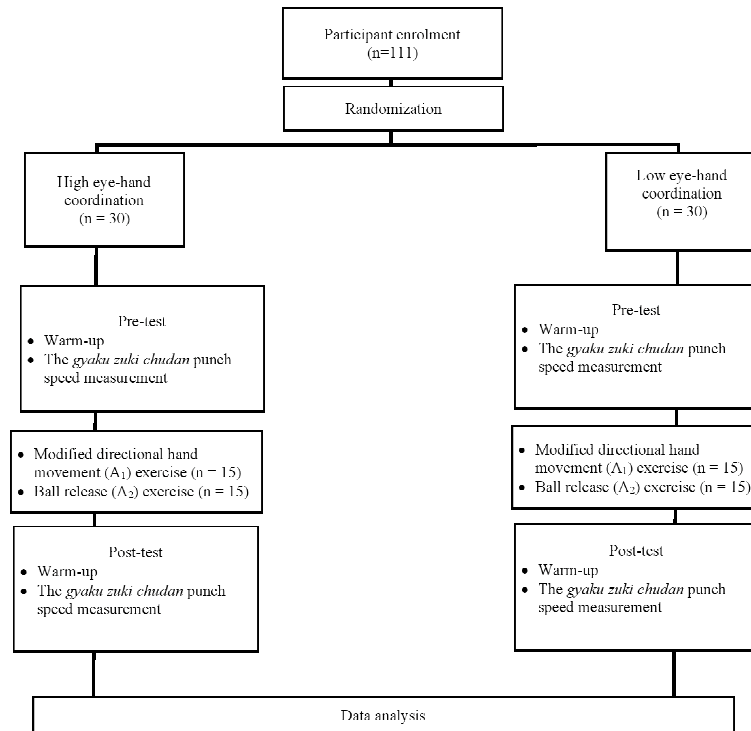 Participant enrolment
(n=111)
Randomization
High eye-hand
coordination
(n = 30)
Low eye-hand
coordination
(n = 30)
Pre-test
• Warm-up
• The gyaku zuki chudan punch
speed measurement
Pre-test
• Warm-up
• The gyaku zuki chudan punch
speed measurement
• Modified directional hand
movement (A₁) exercise (n = 15)
• Ball release (A₂) exercise (n = 15)
• Modified directional hand
movement (A₁) exercise (n = 15)
• Ball release (A₂) exercise (n = 15)
Post-test
• Warm-up
• The gyaku zuki chudan punch
speed measurement
Post-test
• Warm-up
• The gyaku zuki chudan punch
speed measurement
Data analysis